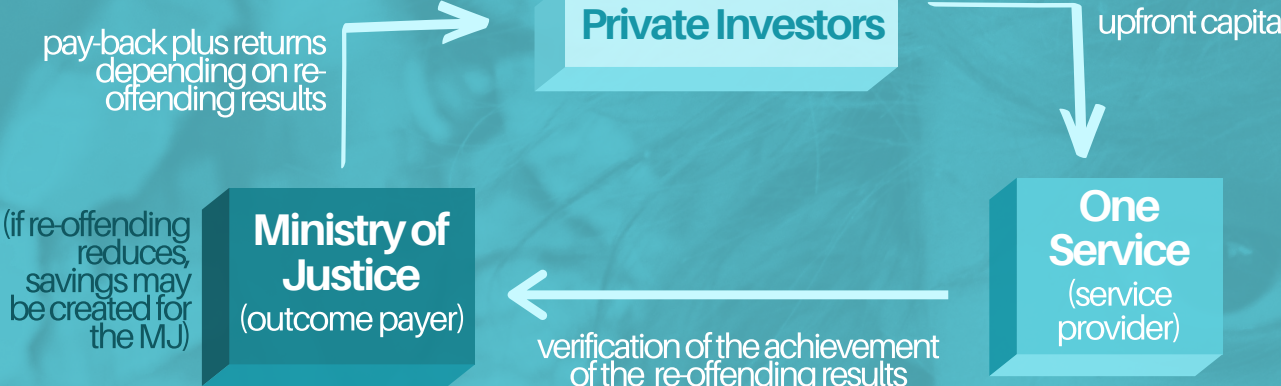 Private Investors
pay-back plus returns
depending on re-
offending results
upfront capita
(if re-offending
reduces,
savings may
be created for
the MJ)
Ministry of
Justice
(outcome payer)
One
Service
(service
provider)
verification of the achievement
of the re-offending results